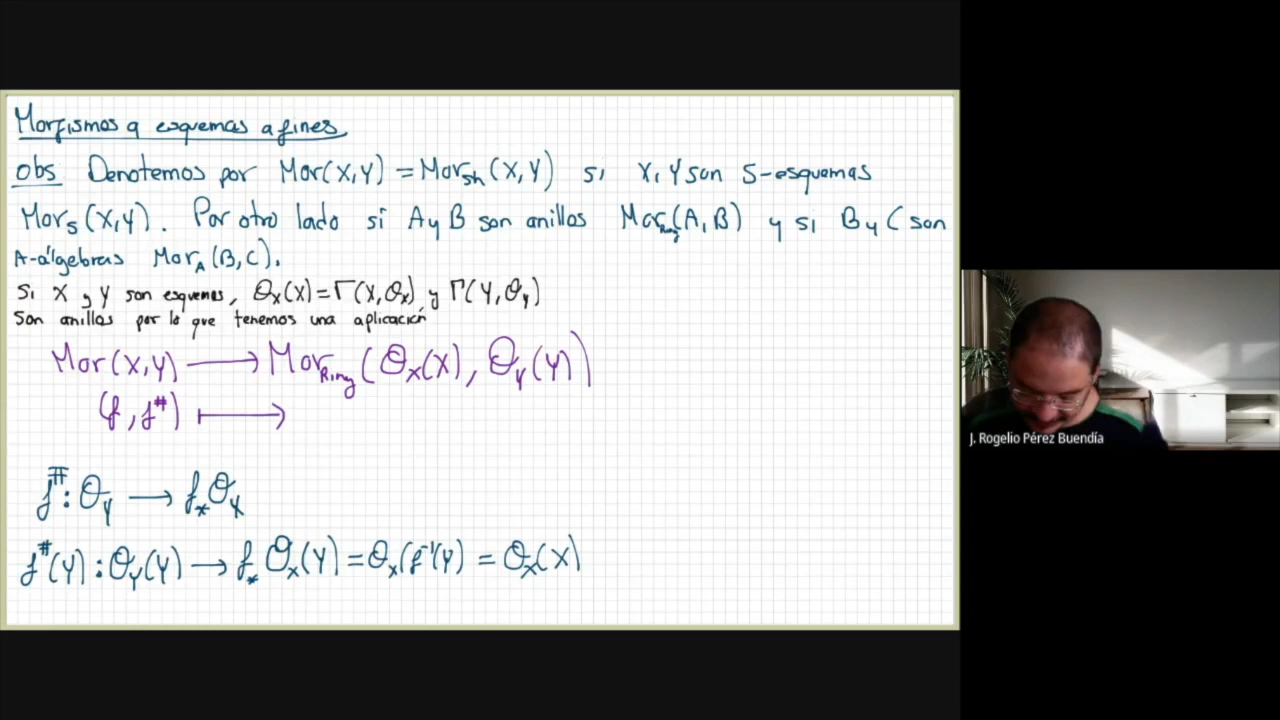 Morfismos a esquemas afines
obs Denotemos por Mor(X,Y) = Mor_Sh(X,Y) si X, Y son S-esquemas
Mor_S(X,Y). Por otro lado si A y B son anillos Mor_Ring(A,B) y si B y C son
A-álgebras Mor_A(B,C).
Si X y Y son esquemas, O_X(X) = Γ(X,O_X) y Γ(Y,O_Y)
Son anillos por lo que tenemos una aplicación
Mor(X,Y) → Mor_Ring(O_X(X), O_Y(Y))
(f, f^#) ↦
f^#: O_Y → f_* O_X
f^#(Y): O_Y(Y) → f_* O_X(Y) = O_X(f^-1(Y) = O_X(X)
J. Rogelio Pérez Buendía